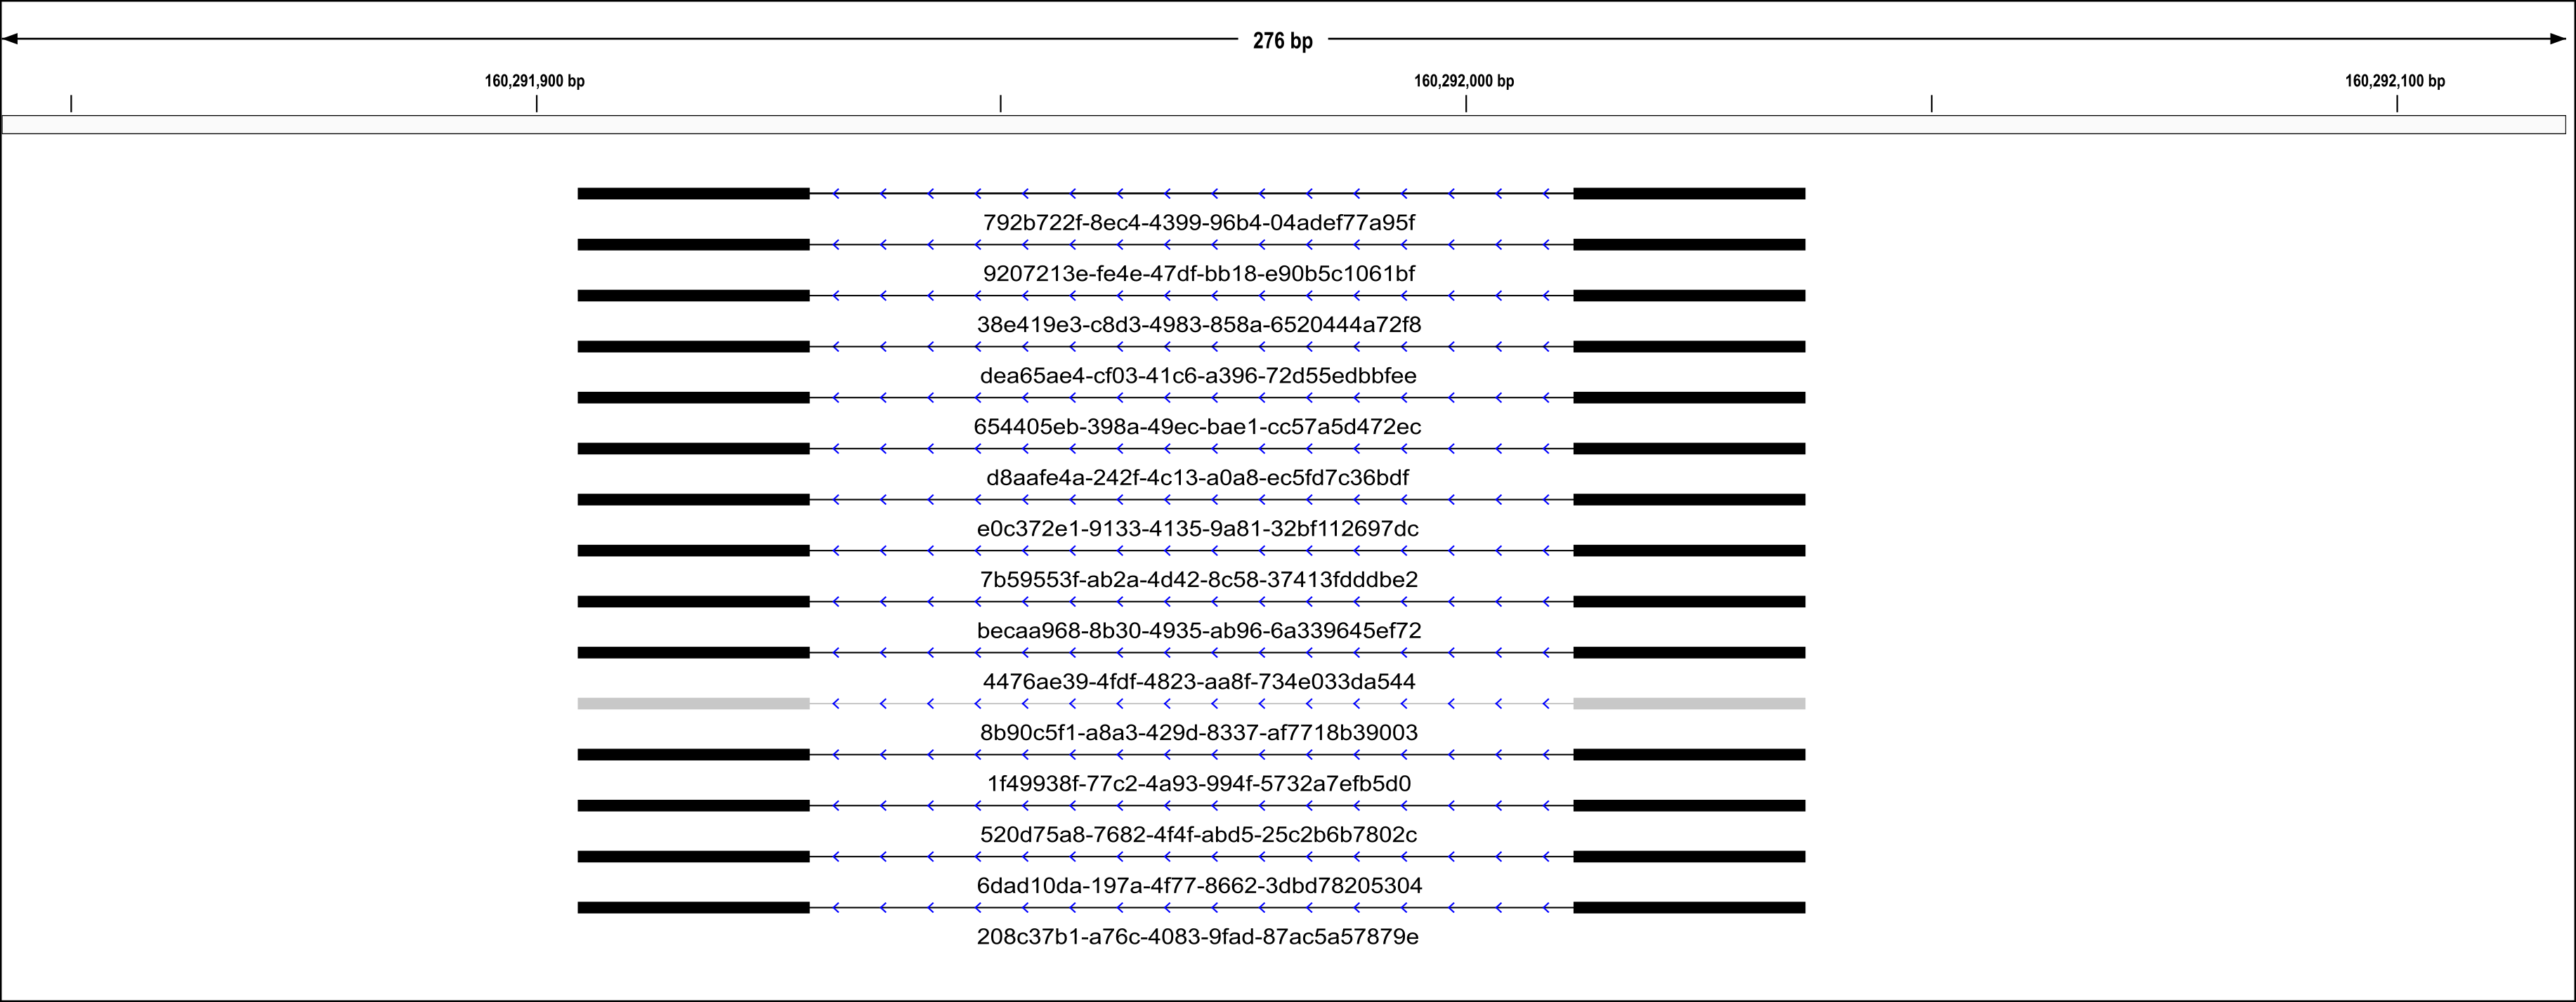 276 bp
160,291,900 bp 160,292,000 bp 160,292,100 bp
792b722f-8ec4-4399-96b4-04adef77a95f
9207213e-fe4e-47df-bb18-e90b5c1061bf
38e419e3-c8d3-4983-858a-6520444a72f8
dea65ae4-cf03-41c6-a396-72d55edbbfee
654405eb-398a-49ec-bae1-cc57a5d472ec
d8aafe4a-242f-4c13-a0a8-ec5fd7c36bdf
e0c372e1-9133-4135-9a81-32bf112697dc
7b59553f-ab2a-4d42-8c58-37413fdddbe2
becaa968-8b30-4935-ab96-6a339645ef72
4476ae39-4fdf-4823-aa8f-734e033da544
8b90c5f1-a8a3-429d-8337-af7718b39003
1f49938f-77c2-4a93-994f-5732a7efb5d0
520d75a8-7682-4f4f-abd5-25c2b6b7802c
6dad10da-197a-4f77-8662-3dbd78205304
208c37b1-a76c-4083-9fad-87ac5a57879e